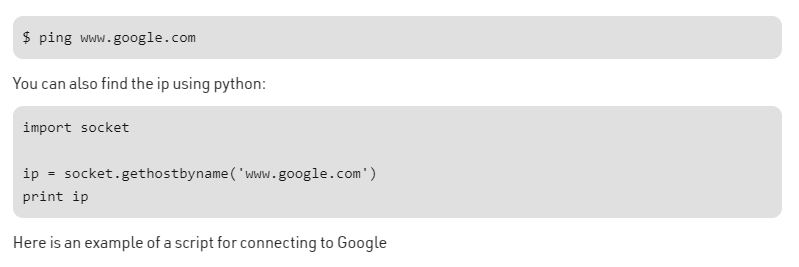 $ ping www.google.com
You can also find the ip using python:
import socket
ip = socket.gethostbyname('www.google.com')
print ip
Here is an example of a script for connecting to Google